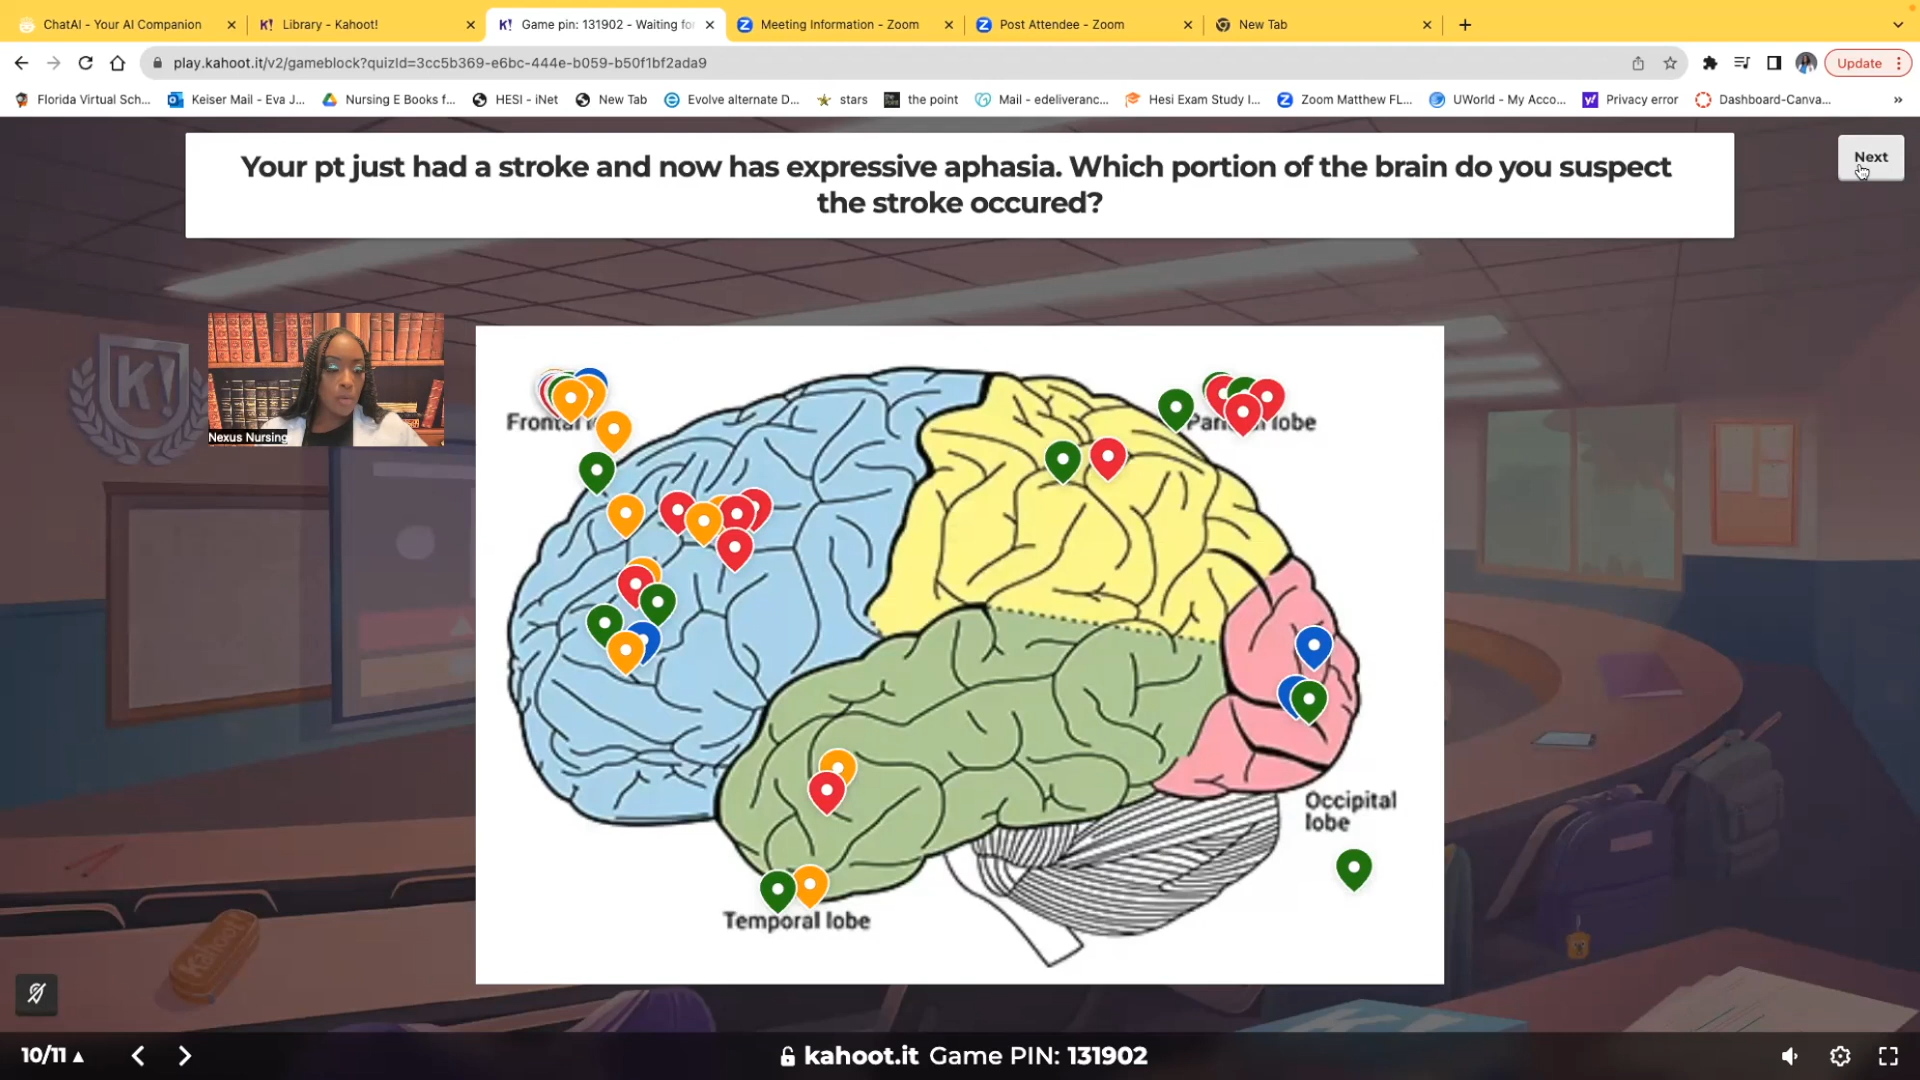 ChatAI - Your AI Companion
Library - Kahoot!
Game pin: 131902 - Waiting for
Meeting Information - Zoom
Post Attendee - Zoom
New Tab
play.kahoot.it/v2/gameblock?quizId=3cc5b369-e6bc-444e-b059-b50f1bf2ada9
Update
Florida Virtual Sch...
Keiser Mail - Eva J...
Nursing E Books f...
HESI - iNet
New Tab
Evolve alternate D...
stars
the point
Mail - edeliveranc...
Hesi Exam Study I...
Zoom Matthew FL...
UWorld - My Acco...
Privacy error
Dashboard-Canva...
Your pt just had a stroke and now has expressive aphasia. Which portion of the brain do you suspect
the stroke occured?
Next
K!
Nexus Nursing
Frontal
lobe
Occipital
lobe
Temporal lobe
Kahoot!
10/11
kahoot.it Game PIN: 131902